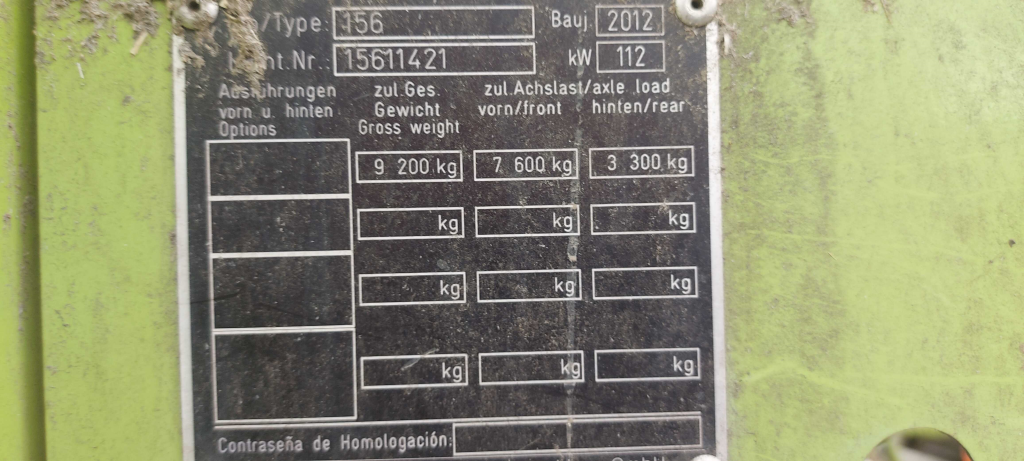 /Type: 156 Bauj. 2012
nt.Nr.: 15611421 kW 112
Ausführungen zul.Ges. zul.Achslast/axle load
vorn u. hinten Gewicht vorn/front hinten/rear
Options Gross weight
9 200 kg 7 600 kg 3 300 kg
kg kg kg
kg kg kg
kg kg kg
Contraseña de Homologación: